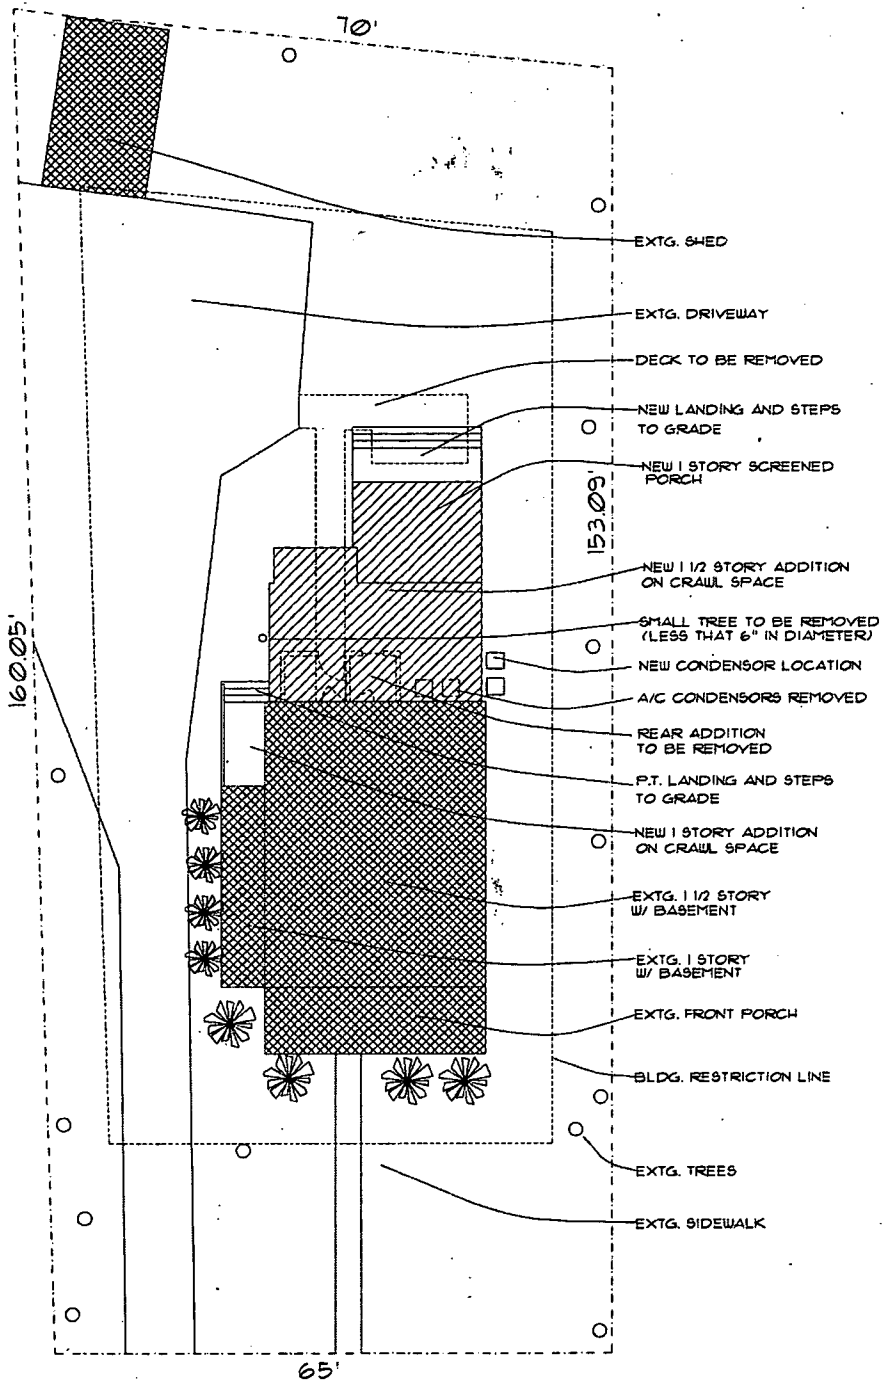 70'
EXTG. SHED
EXTG. DRIVEWAY
DECK TO BE REMOVED
NEW LANDING AND STEPS
TO GRADE
NEW 1 STORY SCREENED
PORCH
153.09'
NEW 1 1/2 STORY ADDITION
ON CRAWL SPACE
SMALL TREE TO BE REMOVED
(LESS THAT 6" IN DIAMETER)
NEW CONDENSOR LOCATION
160.05'
A/C CONDENSORS REMOVED
REAR ADDITION
TO BE REMOVED
P.T. LANDING AND STEPS
TO GRADE
NEW 1 STORY ADDITION
ON CRAWL SPACE
EXTG. 1 1/2 STORY
W/ BASEMENT
EXTG. 1 STORY
W/ BASEMENT
EXTG. FRONT PORCH
BLDG. RESTRICTION LINE
EXTG. TREES
EXTG. SIDEWALK
65'